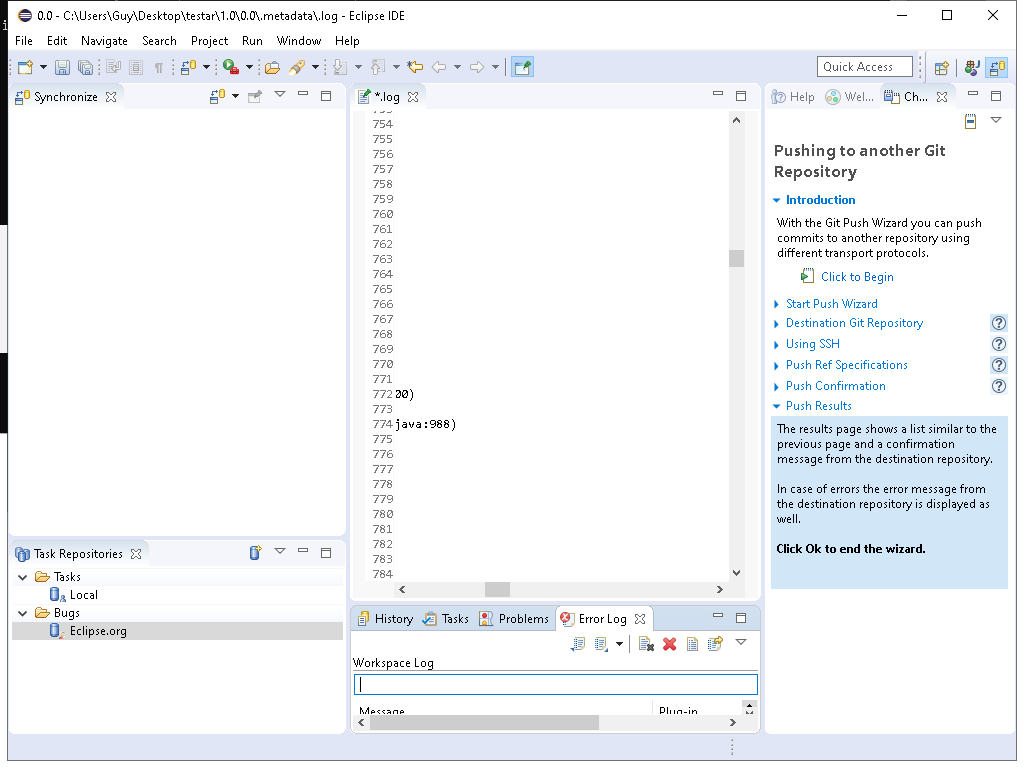 0.0 - C:\Users\Guy\Desktop\testar\1.0\0.0\.metadata\.log - Eclipse IDE
File Edit Navigate Search Project Run Window Help
Quick Access
Synchronize
*.log
754
755
756
757
758
759
760
761
762
763
764
765
766
767
768
769
770
771
772 00)
773
774 java:988)
775
776
777
778
779
780
781
782
783
784
Help Wel... Ch...
Pushing to another Git
Repository
Introduction
With the Git Push Wizard you can push
commits to another repository using
different transport protocols.
Click to Begin
Start Push Wizard
Destination Git Repository
Using SSH
Push Ref Specifications
Push Confirmation
Push Results
The results page shows a list similar to the
previous page and a confirmation
message from the destination repository.
In case of errors the error message from
the destination repository is displayed as
well.
Click Ok to end the wizard.
Task Repositories
Tasks
Local
Bugs
Eclipse.org
History Tasks Problems Error Log
Workspace Log
Message Plug-in